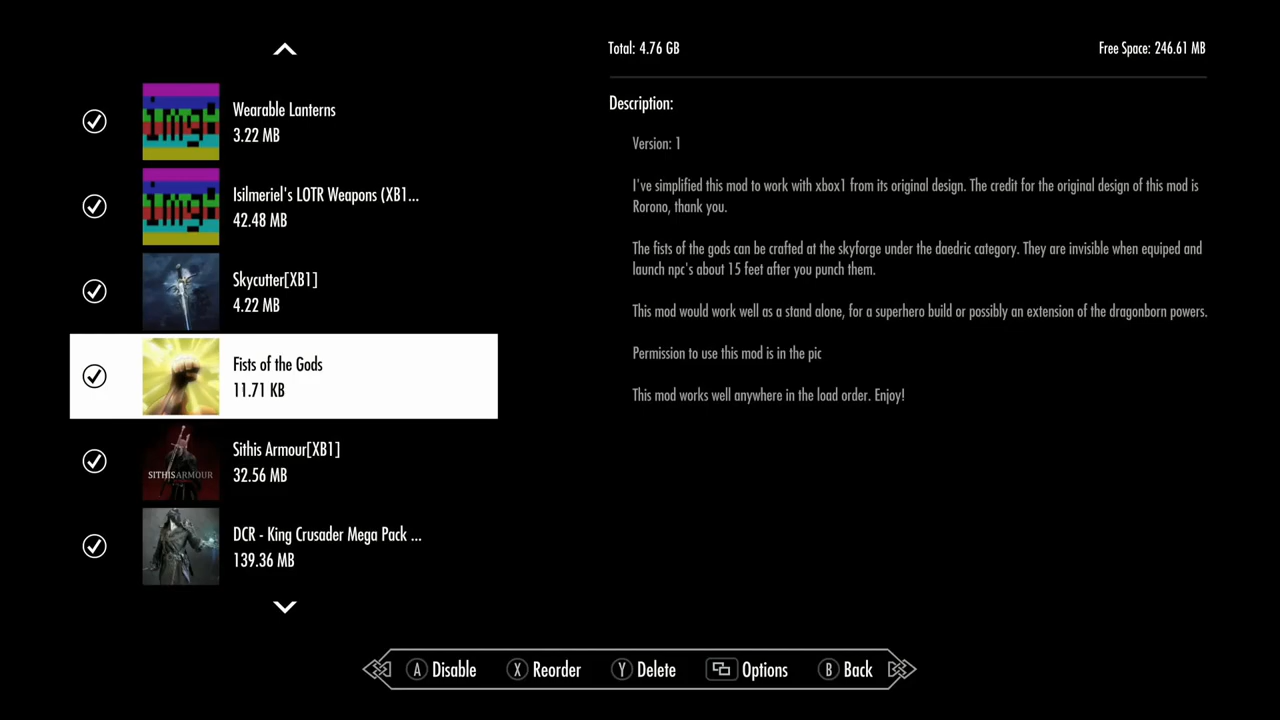 Total: 4.76 GB
Free Space: 246.61 MB
Wearable Lanterns
3.22 MB
Isilmeriel's LOTR Weapons (XB1...
42.48 MB
Skycutter[XB1]
4.22 MB
Fists of the Gods
11.71 KB
Sithis Armour[XB1]
32.56 MB
SITHISARMOUR
DCR - King Crusader Mega Pack ...
139.36 MB
Description:
Version: 1
I've simplified this mod to work with xbox1 from its original design. The credit for the original design of this mod is
Rorono, thank you.
The fists of the gods can be crafted at the skyforge under the daedric category. They are invisible when equiped and
launch npc's about 15 feet after you punch them.
This mod would work well as a stand alone, for a superhero build or possibly an extension of the dragonborn powers.
Permission to use this mod is in the pic
This mod works well anywhere in the load order. Enjoy!
A Disable X Reorder Y Delete Options B Back